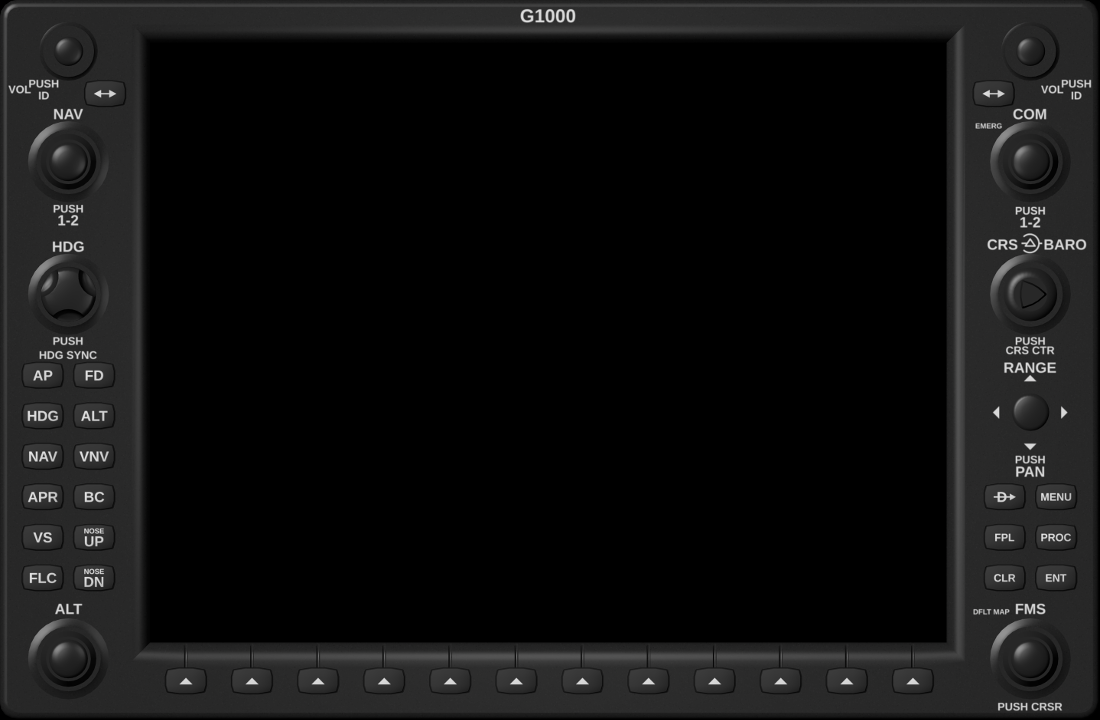 G1000
VOL
PUSH
ID
NAV
PUSH
1-2
HDG
PUSH
HDG SYNC
AP FD
HDG ALT
NAV VNV
APR BC
VS NOSE UP
FLC NOSE DN
ALT
VOL
PUSH
ID
COM
EMERG
PUSH
1-2
CRS BARO
PUSH
CRS CTR
RANGE
PUSH
PAN
D MENU
FPL PROC
CLR ENT
DFLT MAP FMS
PUSH CRSR